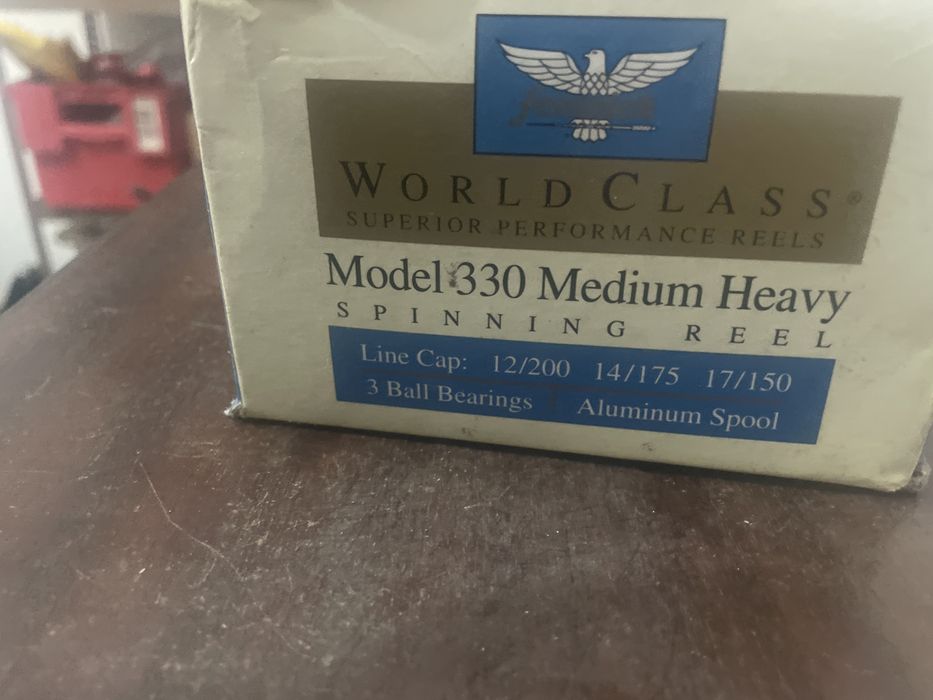 WORLD CLASS®
SUPERIOR PERFORMANCE REELS
Model 330 Medium Heavy
SPINNING REEL
Line Cap: 12/200 14/175 17/150
3 Ball Bearings Aluminum Spool